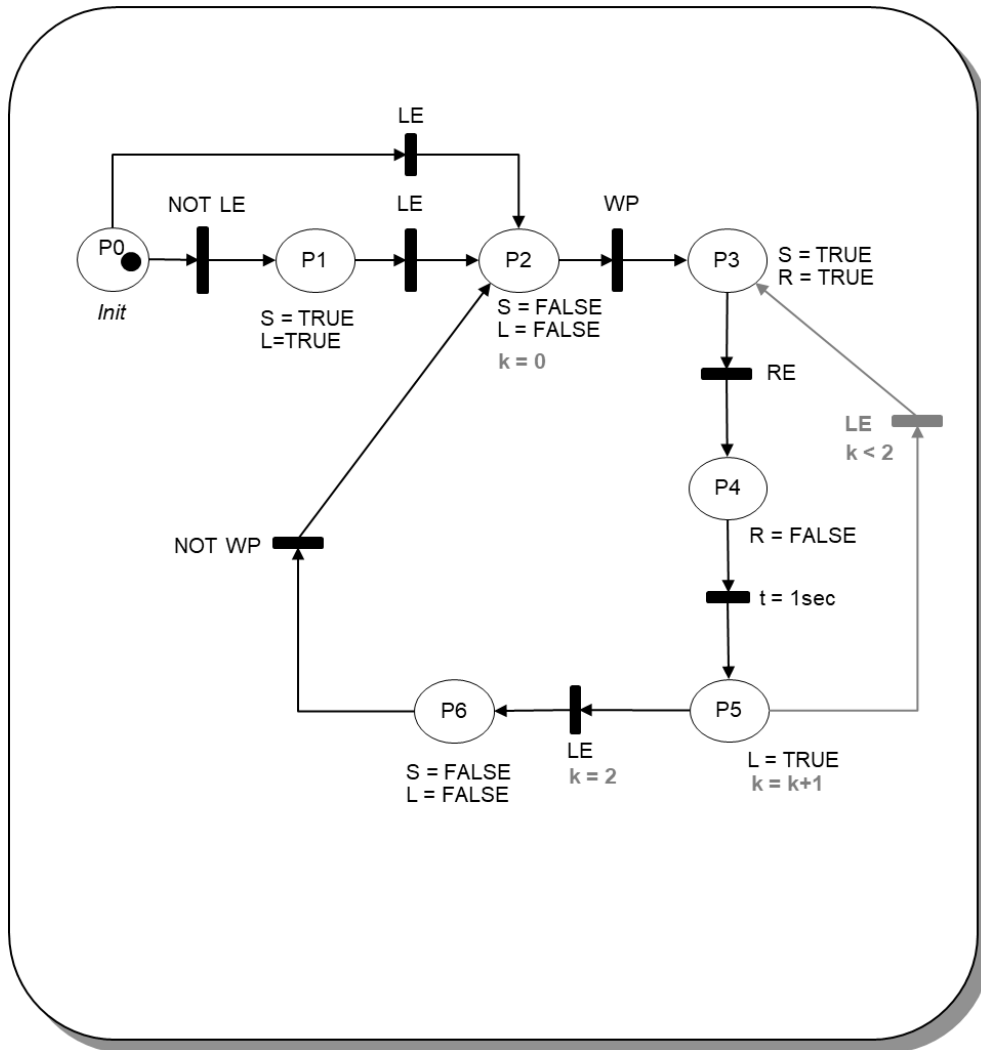 LE
NOT LE
LE
WP
P0
P1
P2
P3
S = TRUE
R = TRUE
Init
S = TRUE
L=TRUE
S = FALSE
L = FALSE
k = 0
RE
LE
k < 2
P4
R = FALSE
NOT WP
t = 1sec
P6
P5
LE
k = 2
L = TRUE
k = k+1
S = FALSE
L = FALSE